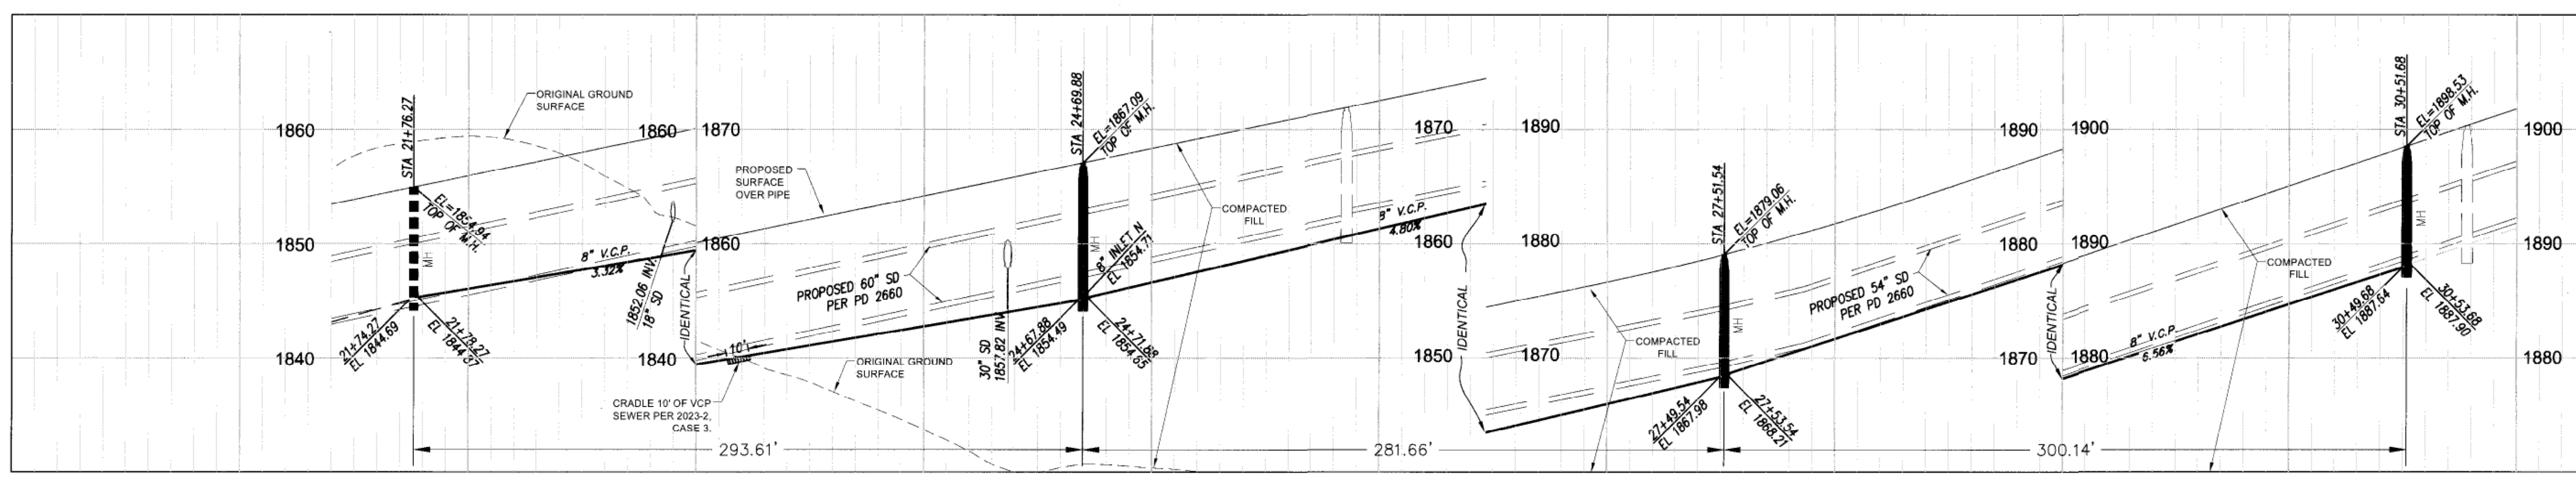 ORIGINAL GROUND
SURFACE
1860
1850
1840
STA 21+76.27
EL=1854.94
TOP OF M.H.
MH
21+74.27
EL 1844.69
21+78.27
EL 1844.87
8" V.C.P.
3.32%
1852.06 INV.
18" SD
1860
1870
1860
1840
IDENTICAL
10'
CRADLE 10' OF VCP
SEWER PER 2023-2,
CASE 3.
PROPOSED
SURFACE
OVER PIPE
PROPOSED 60" SD
PER PD 2660
ORIGINAL GROUND
SURFACE
30" SD
1857.82 INV
STA 24+69.88
EL=1867.09
TOP OF M.H.
MH
8" INLET N
EL 1854.71
24+67.88
EL 1854.49
24+71.88
EL 1854.65
COMPACTED
FILL
8" V.C.P.
4.80%
1870
1860
1850
IDENTICAL
1890
1880
1870
COMPACTED
FILL
STA 27+51.54
EL=1879.06
TOP OF M.H.
MH
27+49.54
EL 1867.98
27+53.54
EL 1868.21
PROPOSED 54" SD
PER PD 2660
1890
1880
1870
IDENTICAL
1900
1890
1880
8" V.C.P.
6.56%
COMPACTED
FILL
STA 30+51.68
EL=1898.53
TOP OF M.H.
MH
30+49.68
EL 1887.64
30+53.68
EL 1887.90
1900
1890
1880
293.61'
281.66'
300.14'